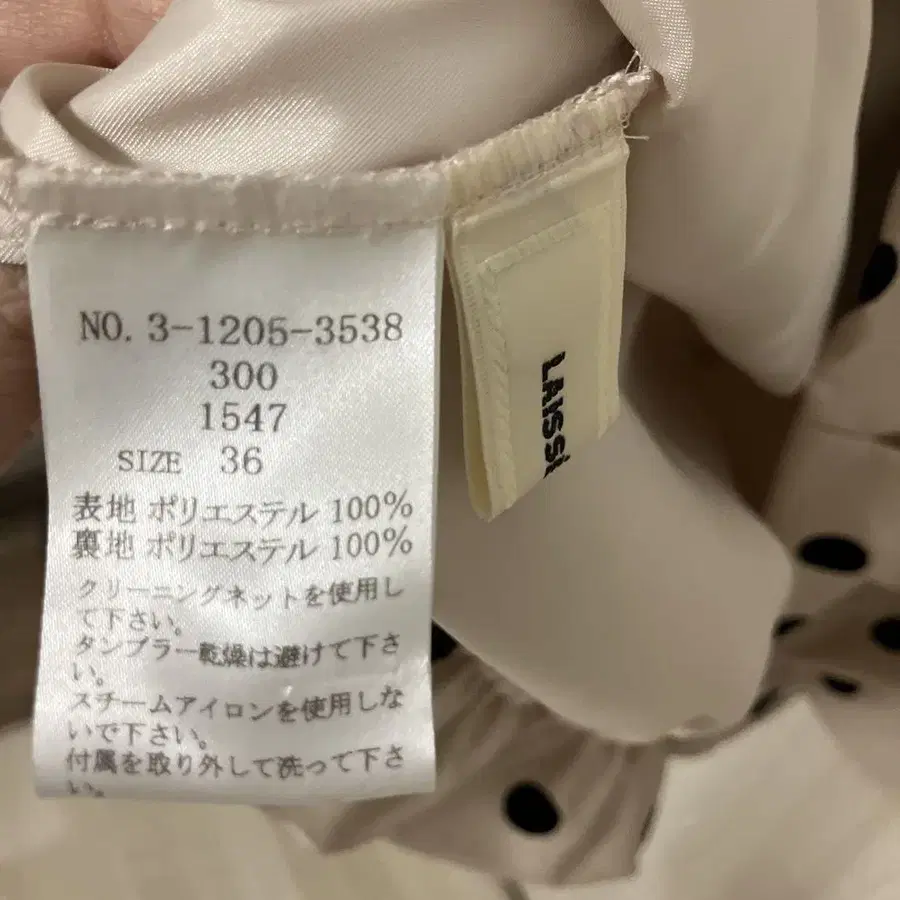 NO. 3-1205-3538
300
1547
SIZE 36
表地 ポリエステル 100%
裏地 ポリエステル 100%
クリーニングネットを使用し
て下さい。
タンブラー乾燥は避けて下さ
い。
スチームアイロンを使用しな
いで下さい。
付属を取り外して洗って下さ
い。
LAISS